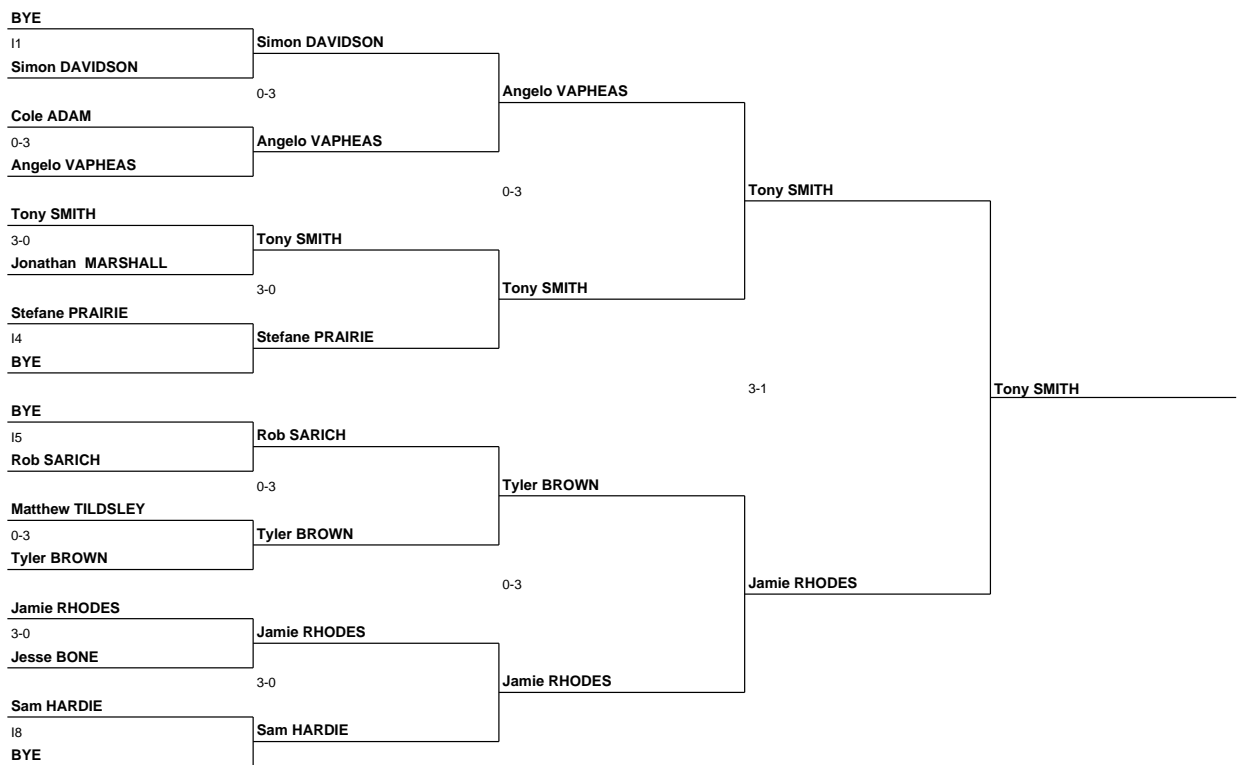 BYE
I1
Simon DAVIDSON
Cole ADAM
0-3
Angelo VAPHEAS
Tony SMITH
3-0
Jonathan  MARSHALL
Stefane PRAIRIE
I4
BYE
BYE
I5
Rob SARICH
Matthew TILDSLEY
0-3
Tyler BROWN
Jamie RHODES
3-0
Jesse BONE
Sam HARDIE
I8
BYE
Simon DAVIDSON
0-3
Angelo VAPHEAS
Tony SMITH
3-0
Stefane PRAIRIE
Rob SARICH
0-3
Tyler BROWN
Jamie RHODES
3-0
Sam HARDIE
Angelo VAPHEAS
0-3
Tony SMITH
Tyler BROWN
0-3
Jamie RHODES
Tony SMITH
3-1
Jamie RHODES
Tony SMITH